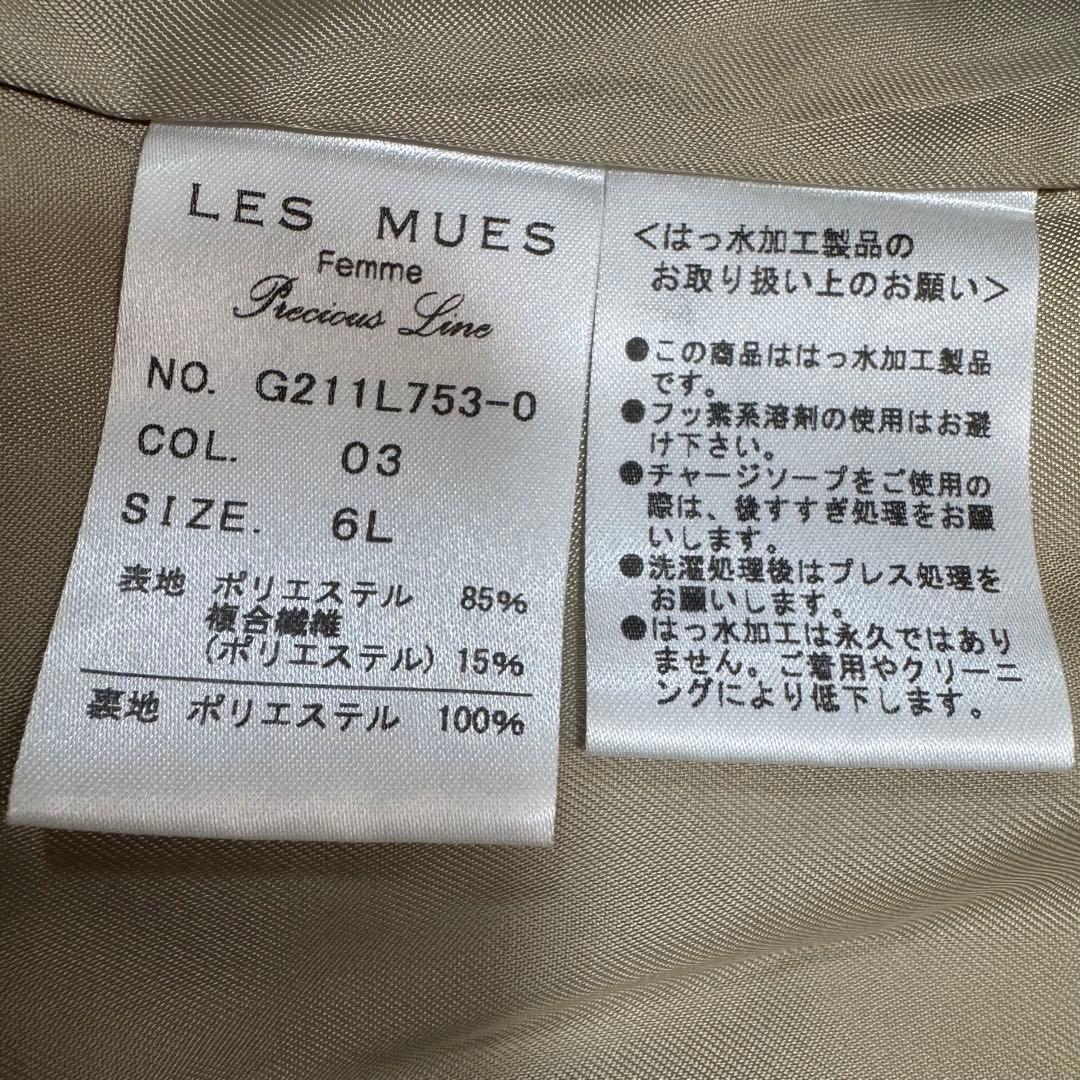 LES MUES
Femme
Precious Line
NO. G211L753-0
COL. 03
SIZE. 6L
表地 ポリエステル 85%
複合繊維
(ポリエステル) 15%
裏地 ポリエステル 100%
<はっ水加工製品の
お取り扱い上のお願い>
●この商品ははっ水加工製品
です。
●フッ素系溶剤の使用はお避
け下さい。
●チャージソープをご使用の
際は、後すすぎ処理をお願
いします。
●洗濯処理後はプレス処理を
お願いします。
●はっ水加工は永久ではあり
ません。ご着用やクリーニ
ングにより低下します。